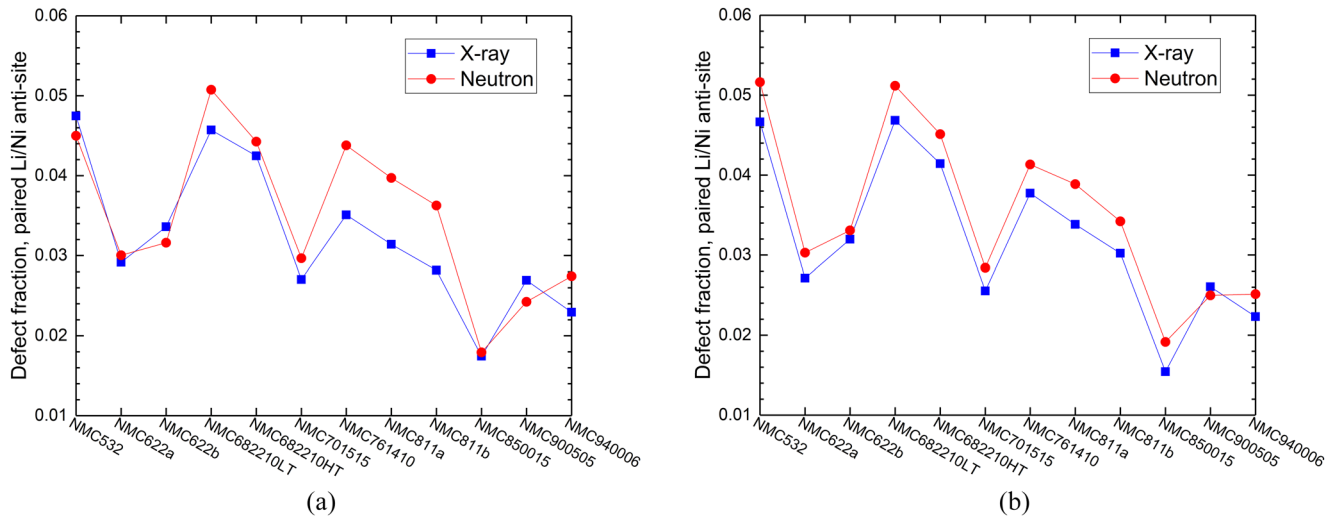 Defect fraction, paired Li/Ni anti-site
0.06
0.05
0.04
0.03
0.02
0.01
X-ray
Neutron
NMC532
NMC622a
NMC622b
NMC682210LT
NMC682210HT
NMC701515
NMC761410
NMC811a
NMC811b
NMC850015
NMC900505
NMC940006
(a)
Defect fraction, paired Li/Ni anti-site
0.06
0.05
0.04
0.03
0.02
0.01
X-ray
Neutron
NMC532
NMC622a
NMC622b
NMC682210LT
NMC682210HT
NMC701515
NMC761410
NMC811a
NMC811b
NMC850015
NMC900505
NMC940006
(b)